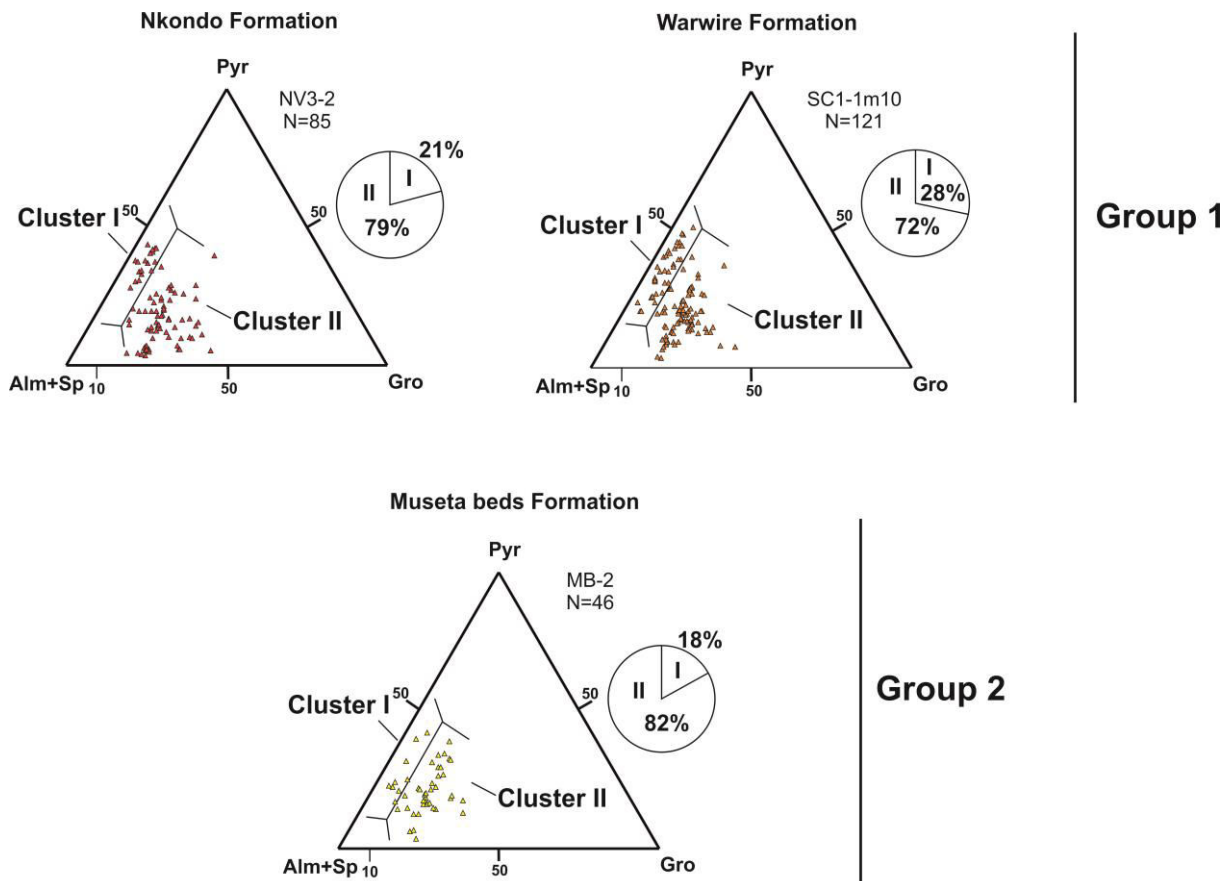 Nkondo Formation
Pyr
NV3-2
N=85
21%
I
II
79%
Cluster I
50
50
Cluster II
Alm+Sp
10
50
Gro
Warwire Formation
Pyr
SC1-1m10
N=121
I
28%
II
72%
Cluster I
50
50
Cluster II
Alm+Sp
10
50
Gro
Group 1
Museta beds Formation
Pyr
MB-2
N=46
18%
I
II
82%
Cluster I
50
50
Cluster II
Alm+Sp
10
50
Gro
Group 2